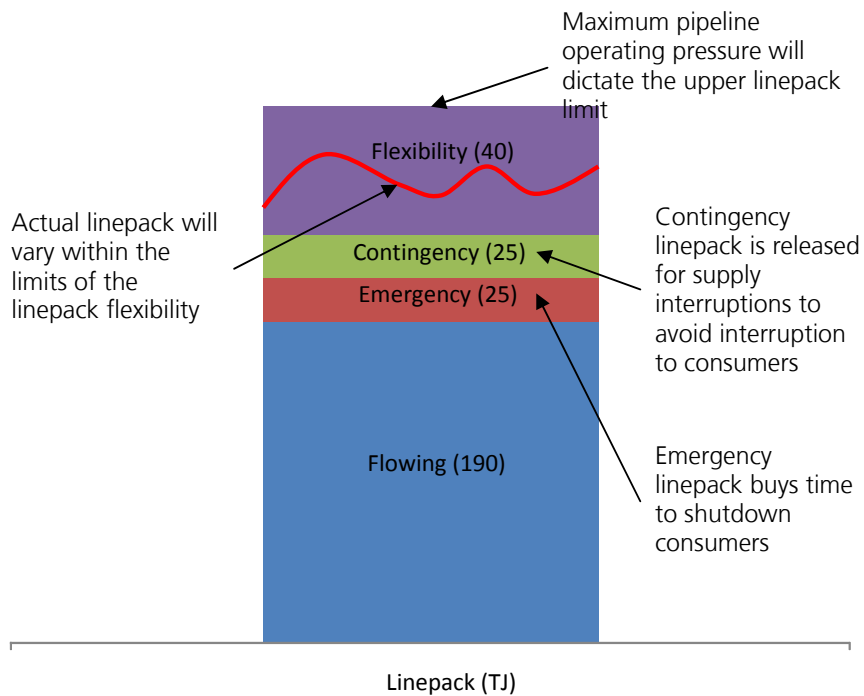 Maximum pipeline
operating pressure will
dictate the upper linepack
limit
Flexibility (40)
Actual linepack will
vary within the
limits of the
linepack flexibility
Contingency (25)
Contingency
linepack is released
for supply
interruptions to
avoid interruption
to consumers
Emergency (25)
Flowing (190)
Emergency
linepack buys time
to shutdown
consumers
Linepack (TJ)